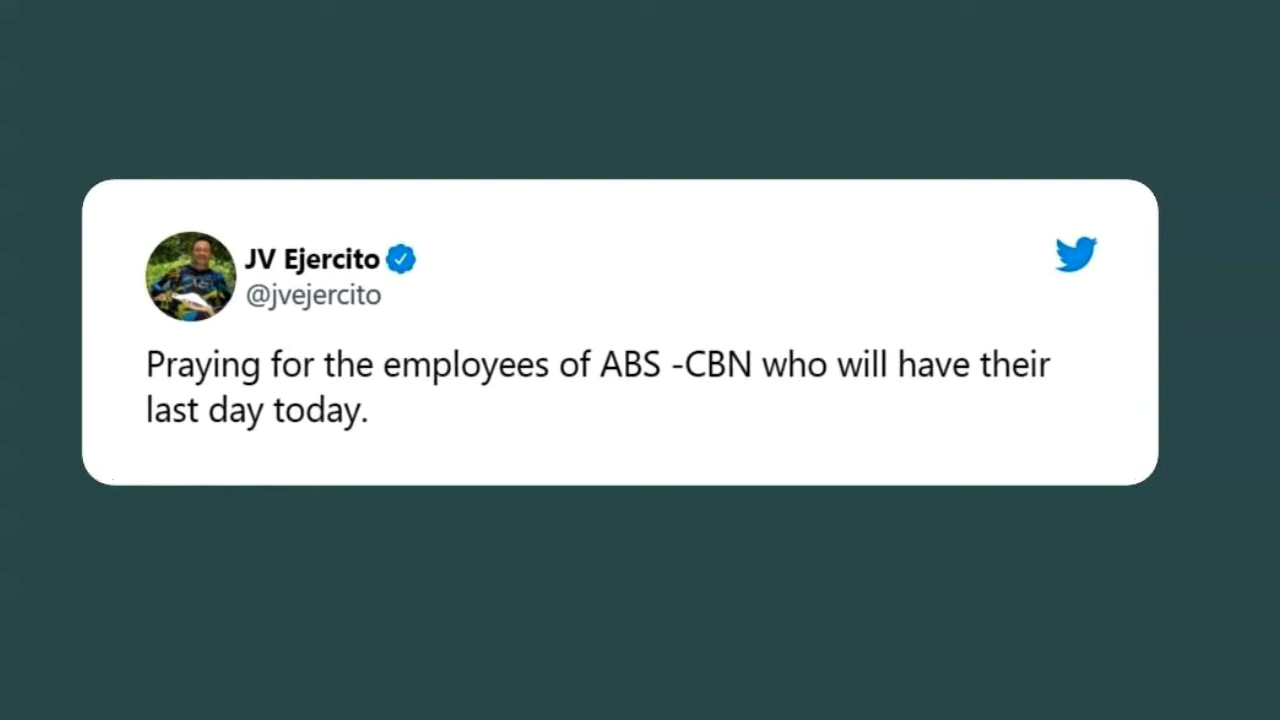 JV Ejercito
@jvejercito
Praying for the employees of ABS -CBN who will have their
last day today.